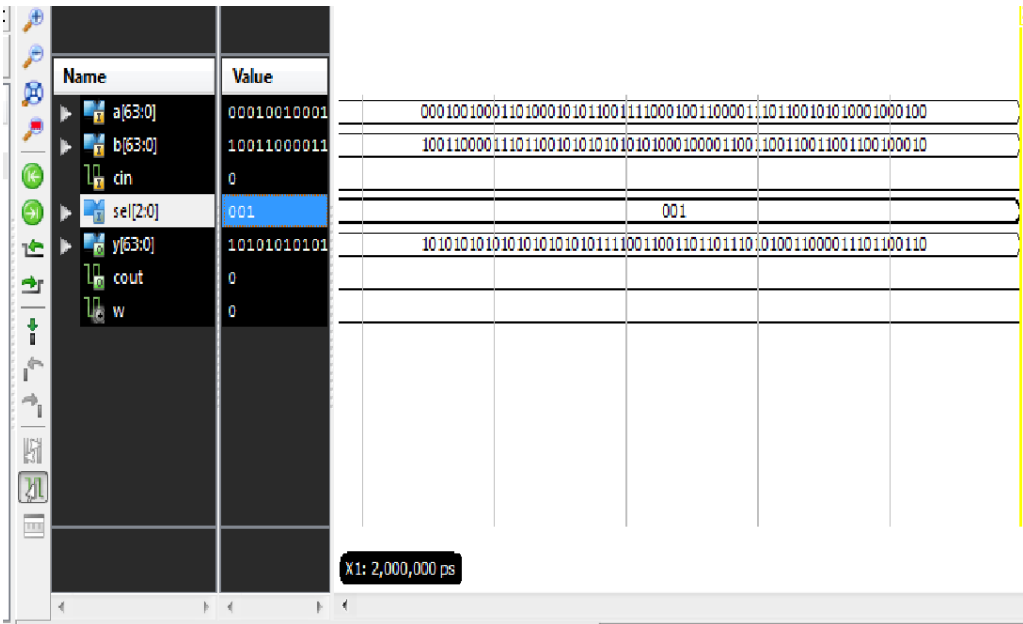 Name Value
a[63:0] 00010010001 0001001000110100010101100111100010011000011101100101010001000100
b[63:0] 10011000011 1001100001110110010101010101010001000011001100110011001100100010
cin 0
sel[2:0] 001 001
y[63:0] 10101010101 1010101010101010101010111100110011011011101010011000011101100110
cout 0
w 0
X1: 2,000,000 ps